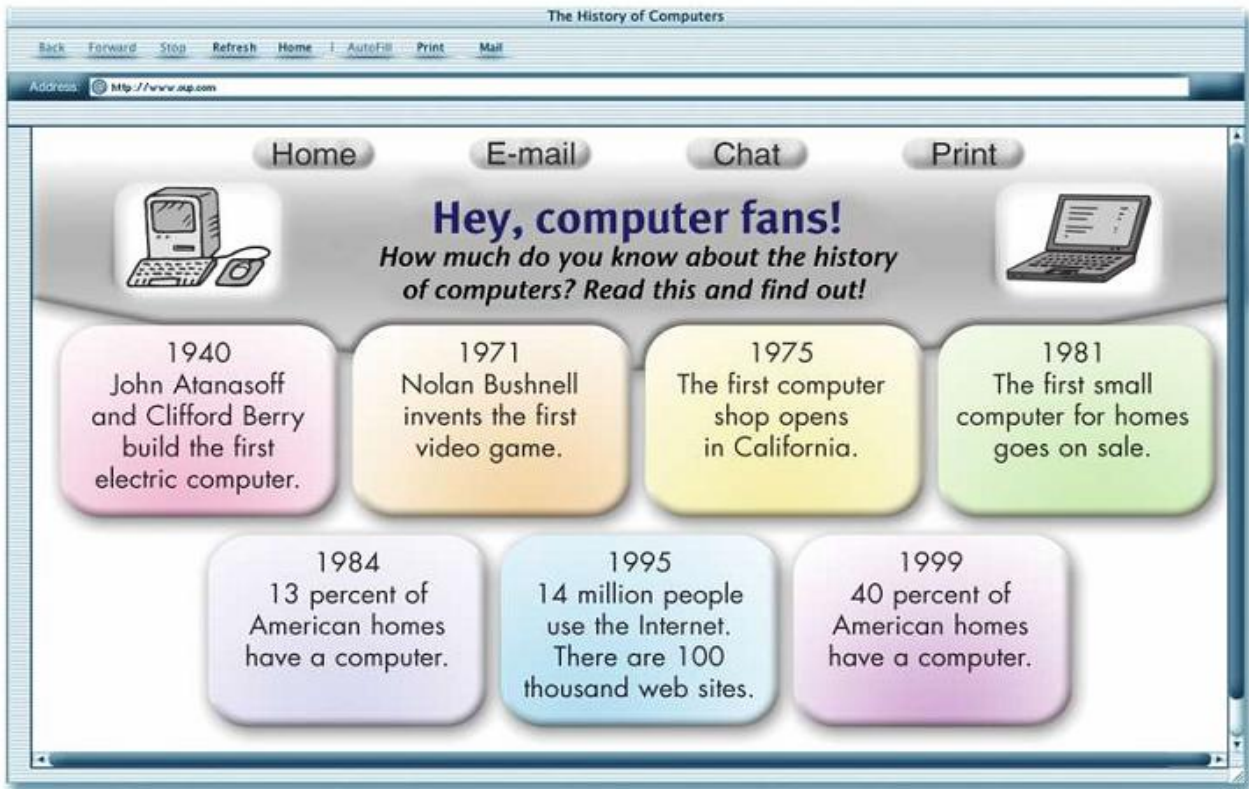 The History of Computers
Back Forward Stop Refresh Home AutoFill Print Mail
Address: http://www.oup.com
Home E-mail Chat Print
Hey, computer fans!
How much do you know about the history
of computers? Read this and find out!
1940
John Atanasoff
and Clifford Berry
build the first
electric computer.
1971
Nolan Bushnell
invents the first
video game.
1975
The first computer
shop opens
in California.
1981
The first small
computer for homes
goes on sale.
1984
13 percent of
American homes
have a computer.
1995
14 million people
use the Internet.
There are 100
thousand web sites.
1999
40 percent of
American homes
have a computer.